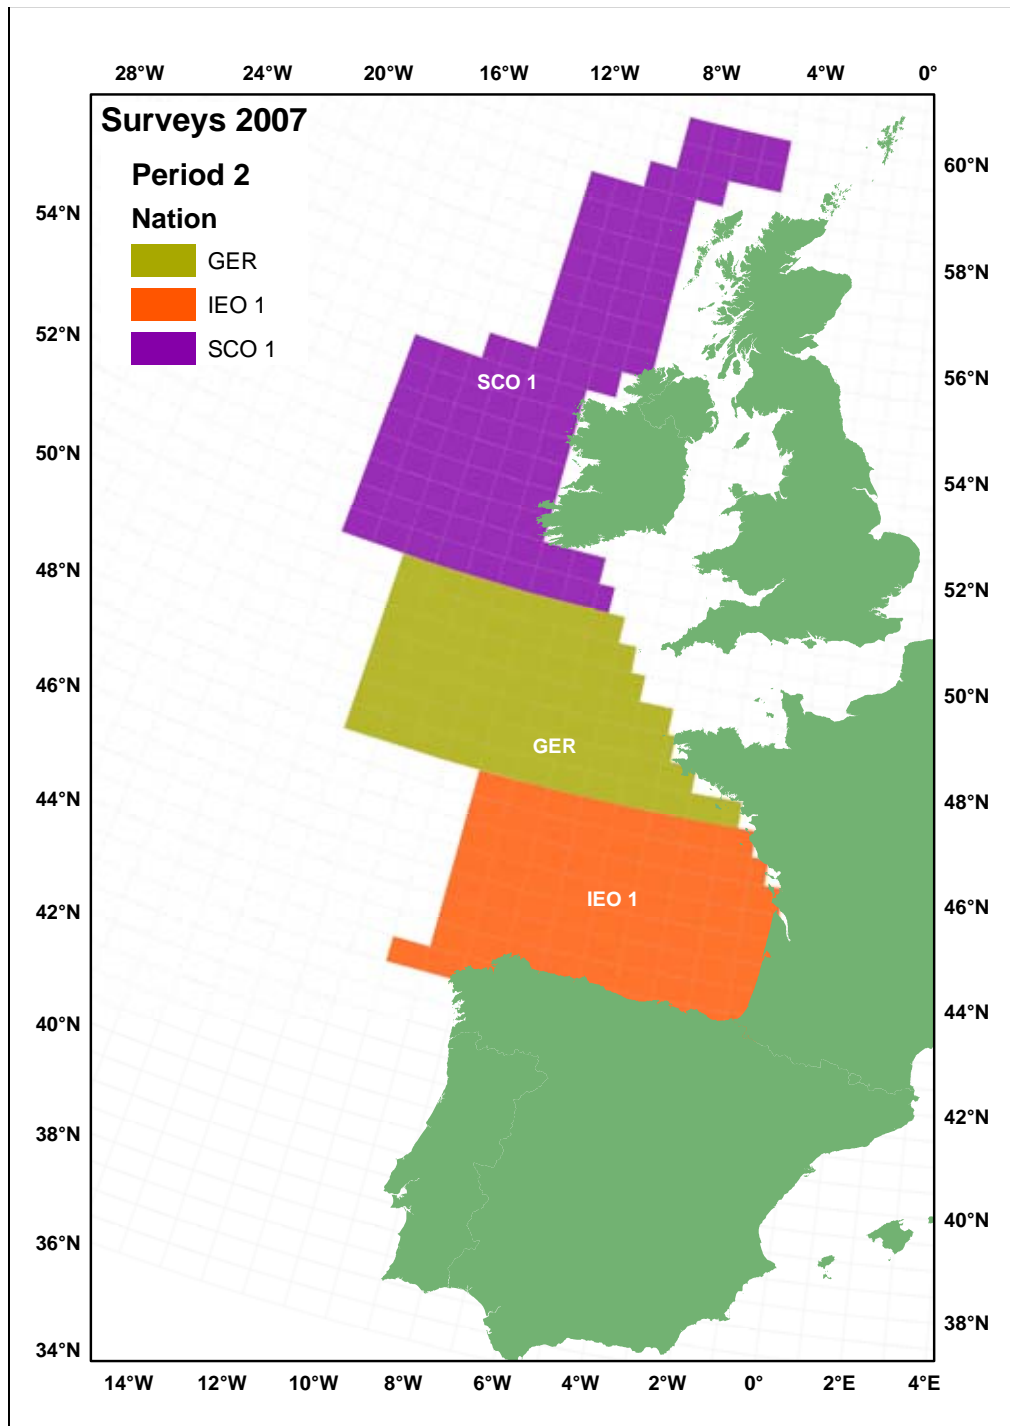 28°W 24°W 20°W 16°W 12°W 8°W 4°W 0°
Surveys 2007
Period 2
Nation
GER
IEO 1
SCO 1
54°N
52°N
50°N
48°N
46°N
44°N
42°N
40°N
38°N
36°N
34°N
SCO 1
GER
IEO 1
60°N
58°N
56°N
54°N
52°N
50°N
48°N
46°N
44°N
42°N
40°N
38°N
14°W 12°W 10°W 8°W 6°W 4°W 2°W 0° 2°E 4°E